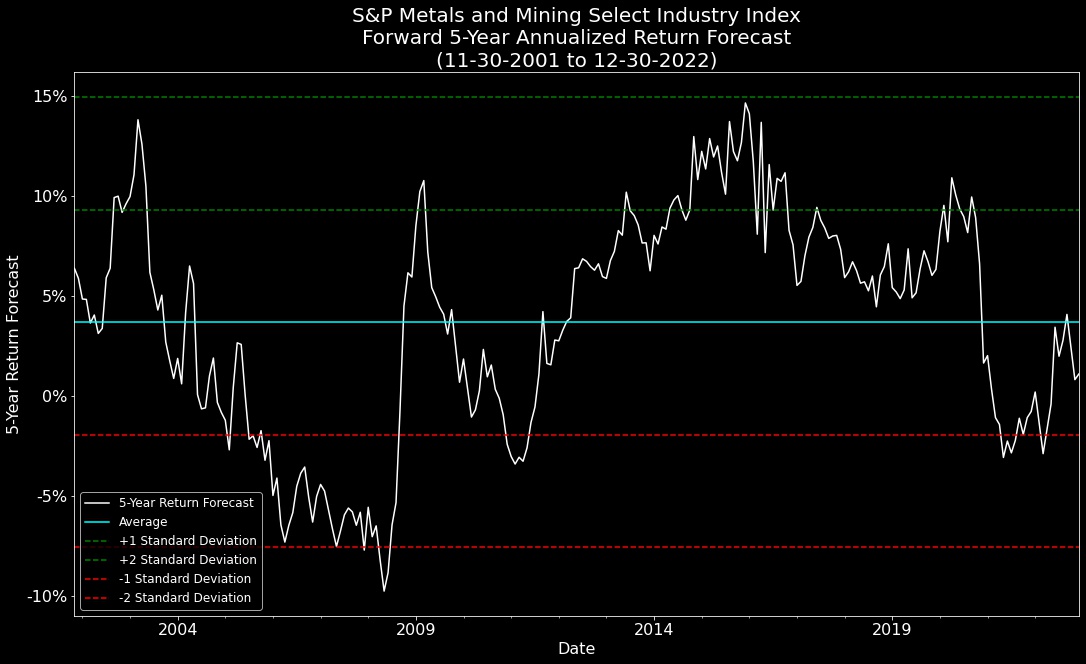 S&P Metals and Mining Select Industry Index
Forward 5-Year Annualized Return Forecast
(11-30-2001 to 12-30-2022)
5-Year Return Forecast
15%
10%
5%
0%
-5%
-10%
5-Year Return Forecast
Average
+1 Standard Deviation
+2 Standard Deviation
-1 Standard Deviation
-2 Standard Deviation
2004
2009
2014
2019
Date